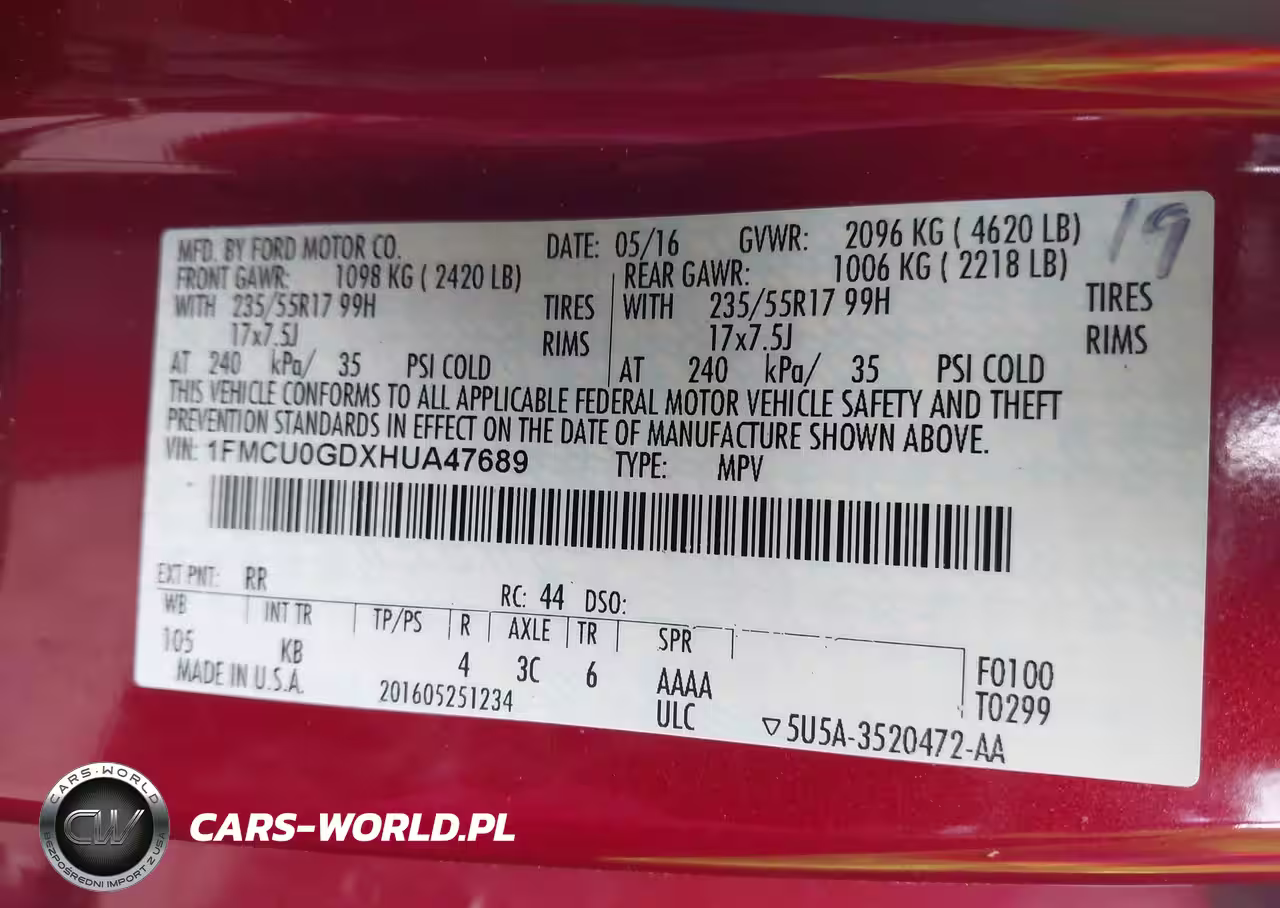 MFD. BY FORD MOTOR CO. DATE: 05/16 GVWR: 2096 KG ( 4620 LB) 19
FRONT GAWR: 1098 KG ( 2420 LB) REAR GAWR: 1006 KG ( 2218 LB)
WITH 235/55R17 99H TIRES WITH 235/55R17 99H TIRES
17x7.5J RIMS 17x7.5J RIMS
AT 240 kPa/ 35 PSI COLD AT 240 kPa/ 35 PSI COLD
THIS VEHICLE CONFORMS TO ALL APPLICABLE FEDERAL MOTOR VEHICLE SAFETY AND THEFT
PREVENTION STANDARDS IN EFFECT ON THE DATE OF MANUFACTURE SHOWN ABOVE.
VIN: 1FMCU0GDXHUA47689 TYPE: MPV
EXT PNT: RR RC: 44 DSO:
WB INT TR TP/PS R AXLE TR SPR
105 KB 4 3C 6 AAAA F0100
MADE IN U.S.A. 201605251234 ULC T0299
▽5U5A-3520472-AA
CARS-WORLD
CW
BEZPOŚREDNI IMPORT Z USA
CARS-WORLD.PL